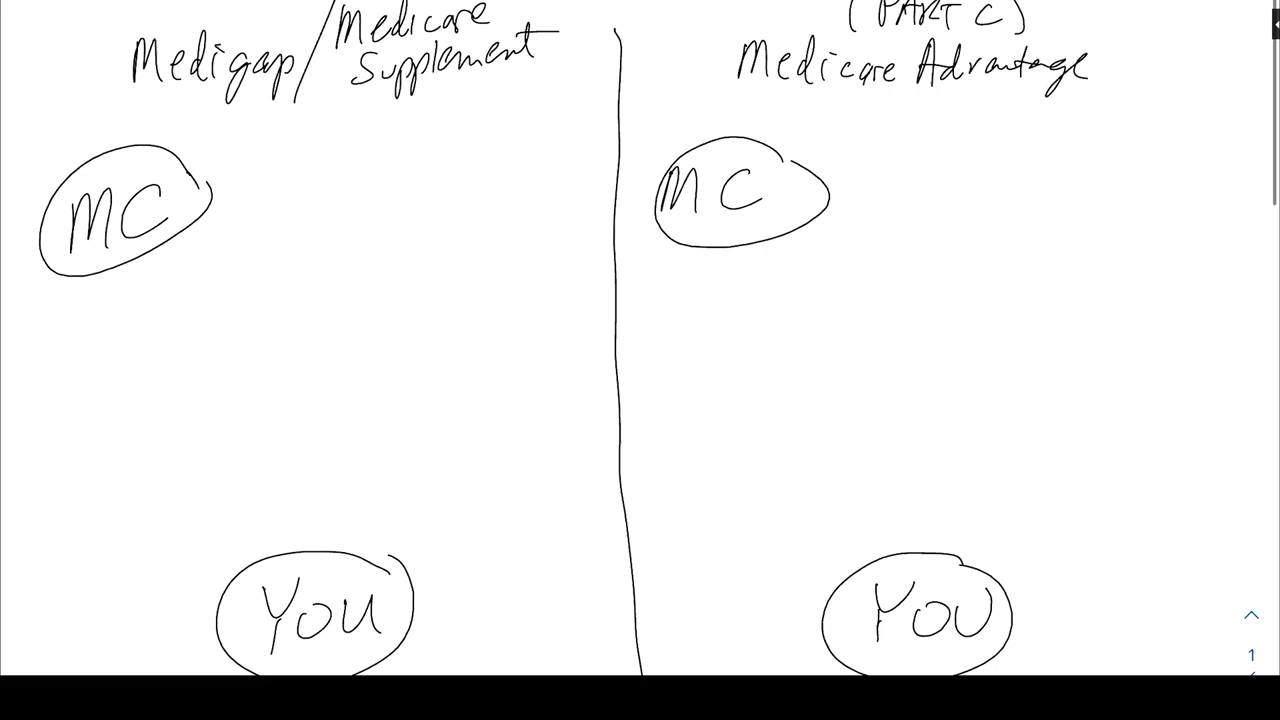 Medigap/Medicare
Supplement
MC
YOU
(PART C)
Medicare Advantage
MC
YOU
1